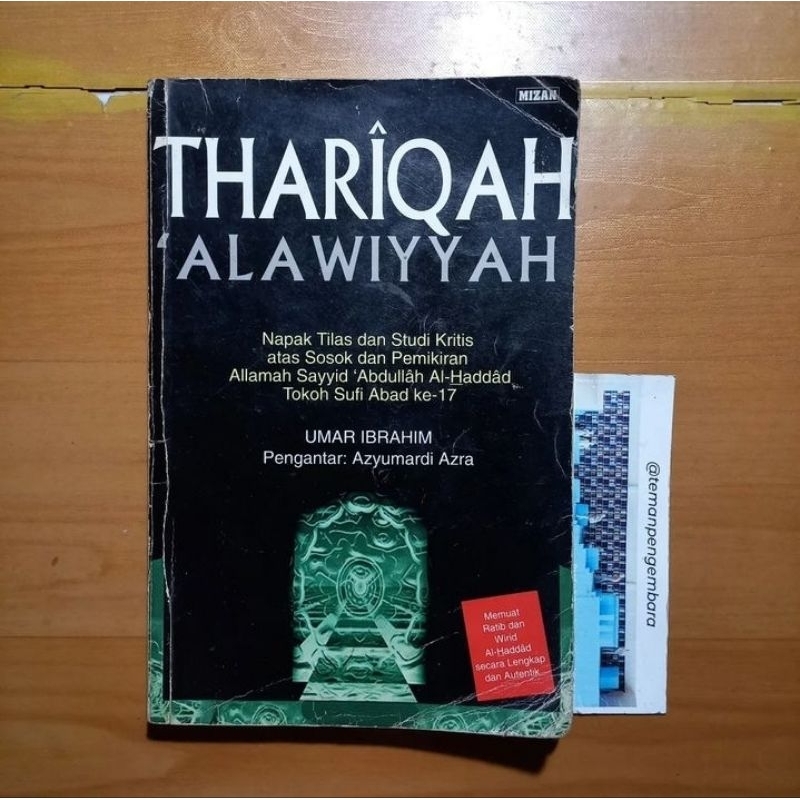 MIZAN
THARÎQAH
‘ALAWIYYAH
Napak Tilas dan Studi Kritis
atas Sosok dan Pemikiran
Allamah Sayyid ‘Abdullâh Al-Haddâd
Tokoh Sufi Abad ke-17
UMAR IBRAHIM
Pengantar: Azyumardi Azra
Memuat
Ratib dan
Wirid
Al-Haddâd
secara Lengkap
dan Autentik
@temanpengembara